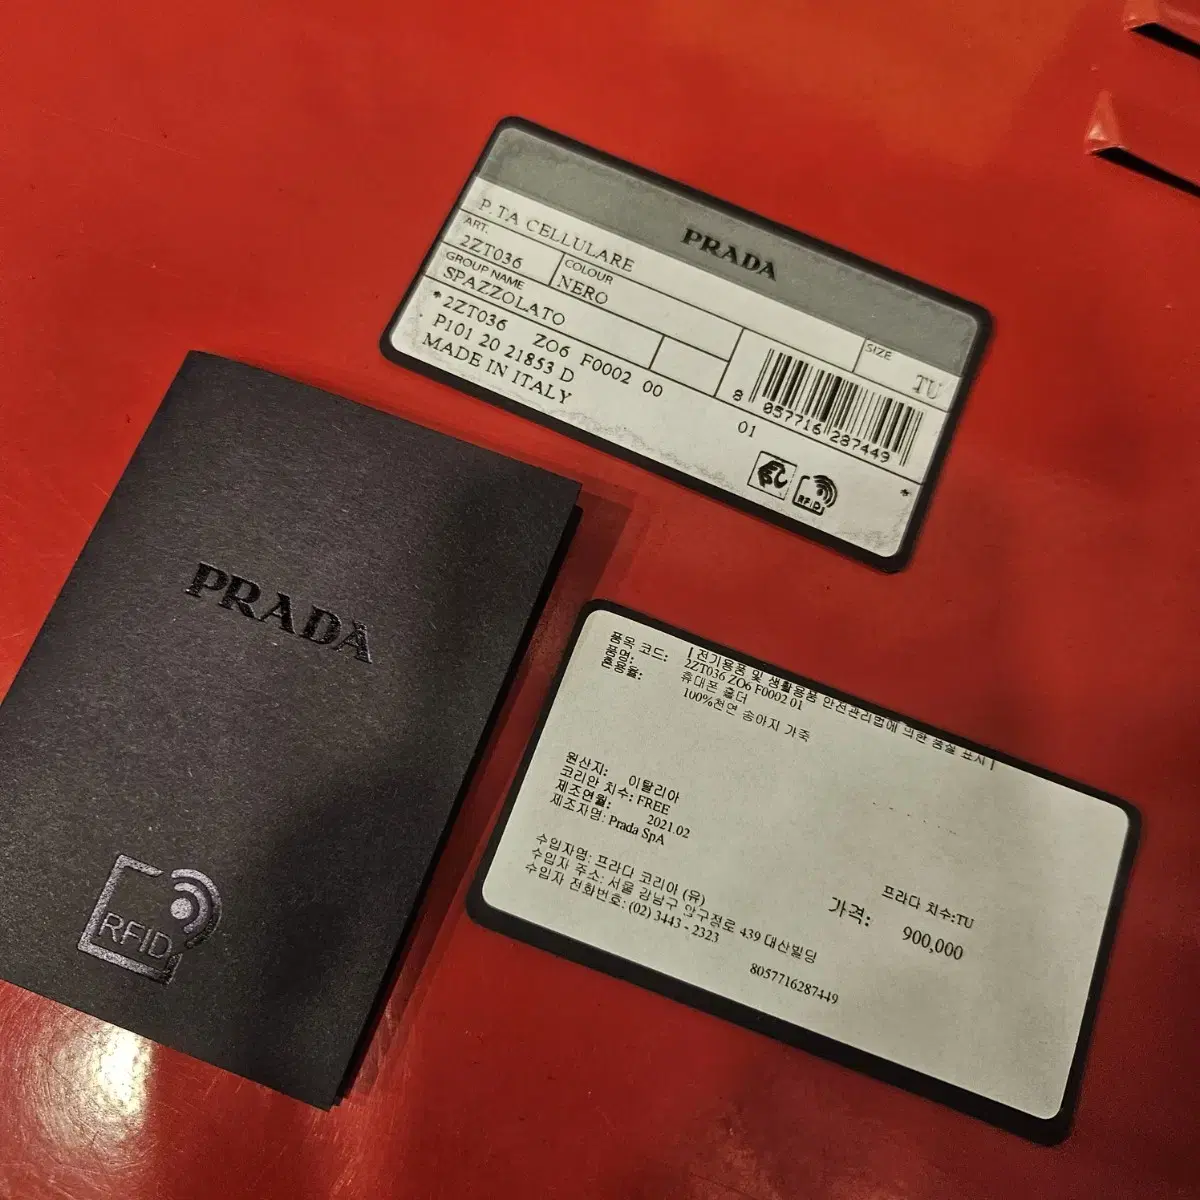 PRADA
P.TA CELLULARE
ART.
2ZT036
COLOUR
NERO
GROUP NAME
SPAZZOLATO
SIZE
TU
*2ZT036 ZO6 F0002 00
P101 20 21853 D
01
MADE IN ITALY
8 057716 287449
RFID
*
PRADA
RFID
[전기용품 및 생활용품 안전관리법에 의한 품질 표시]
품목 코드: 2ZT036 ZO6 F0002 01
품명: 휴대폰 홀더
100%천연 송아지 가죽
원산지: 이탈리아
코리안 치수: FREE
제조연월: 2021.02
제조자명: Prada SpA
프라다 치수:TU
가격: 900,000
수입자명: 프라다 코리아 (유)
수입자 주소: 서울 강남구 압구정로 439 대산빌딩
수입자 전화번호: (02) 3443 - 2323
8057716287449